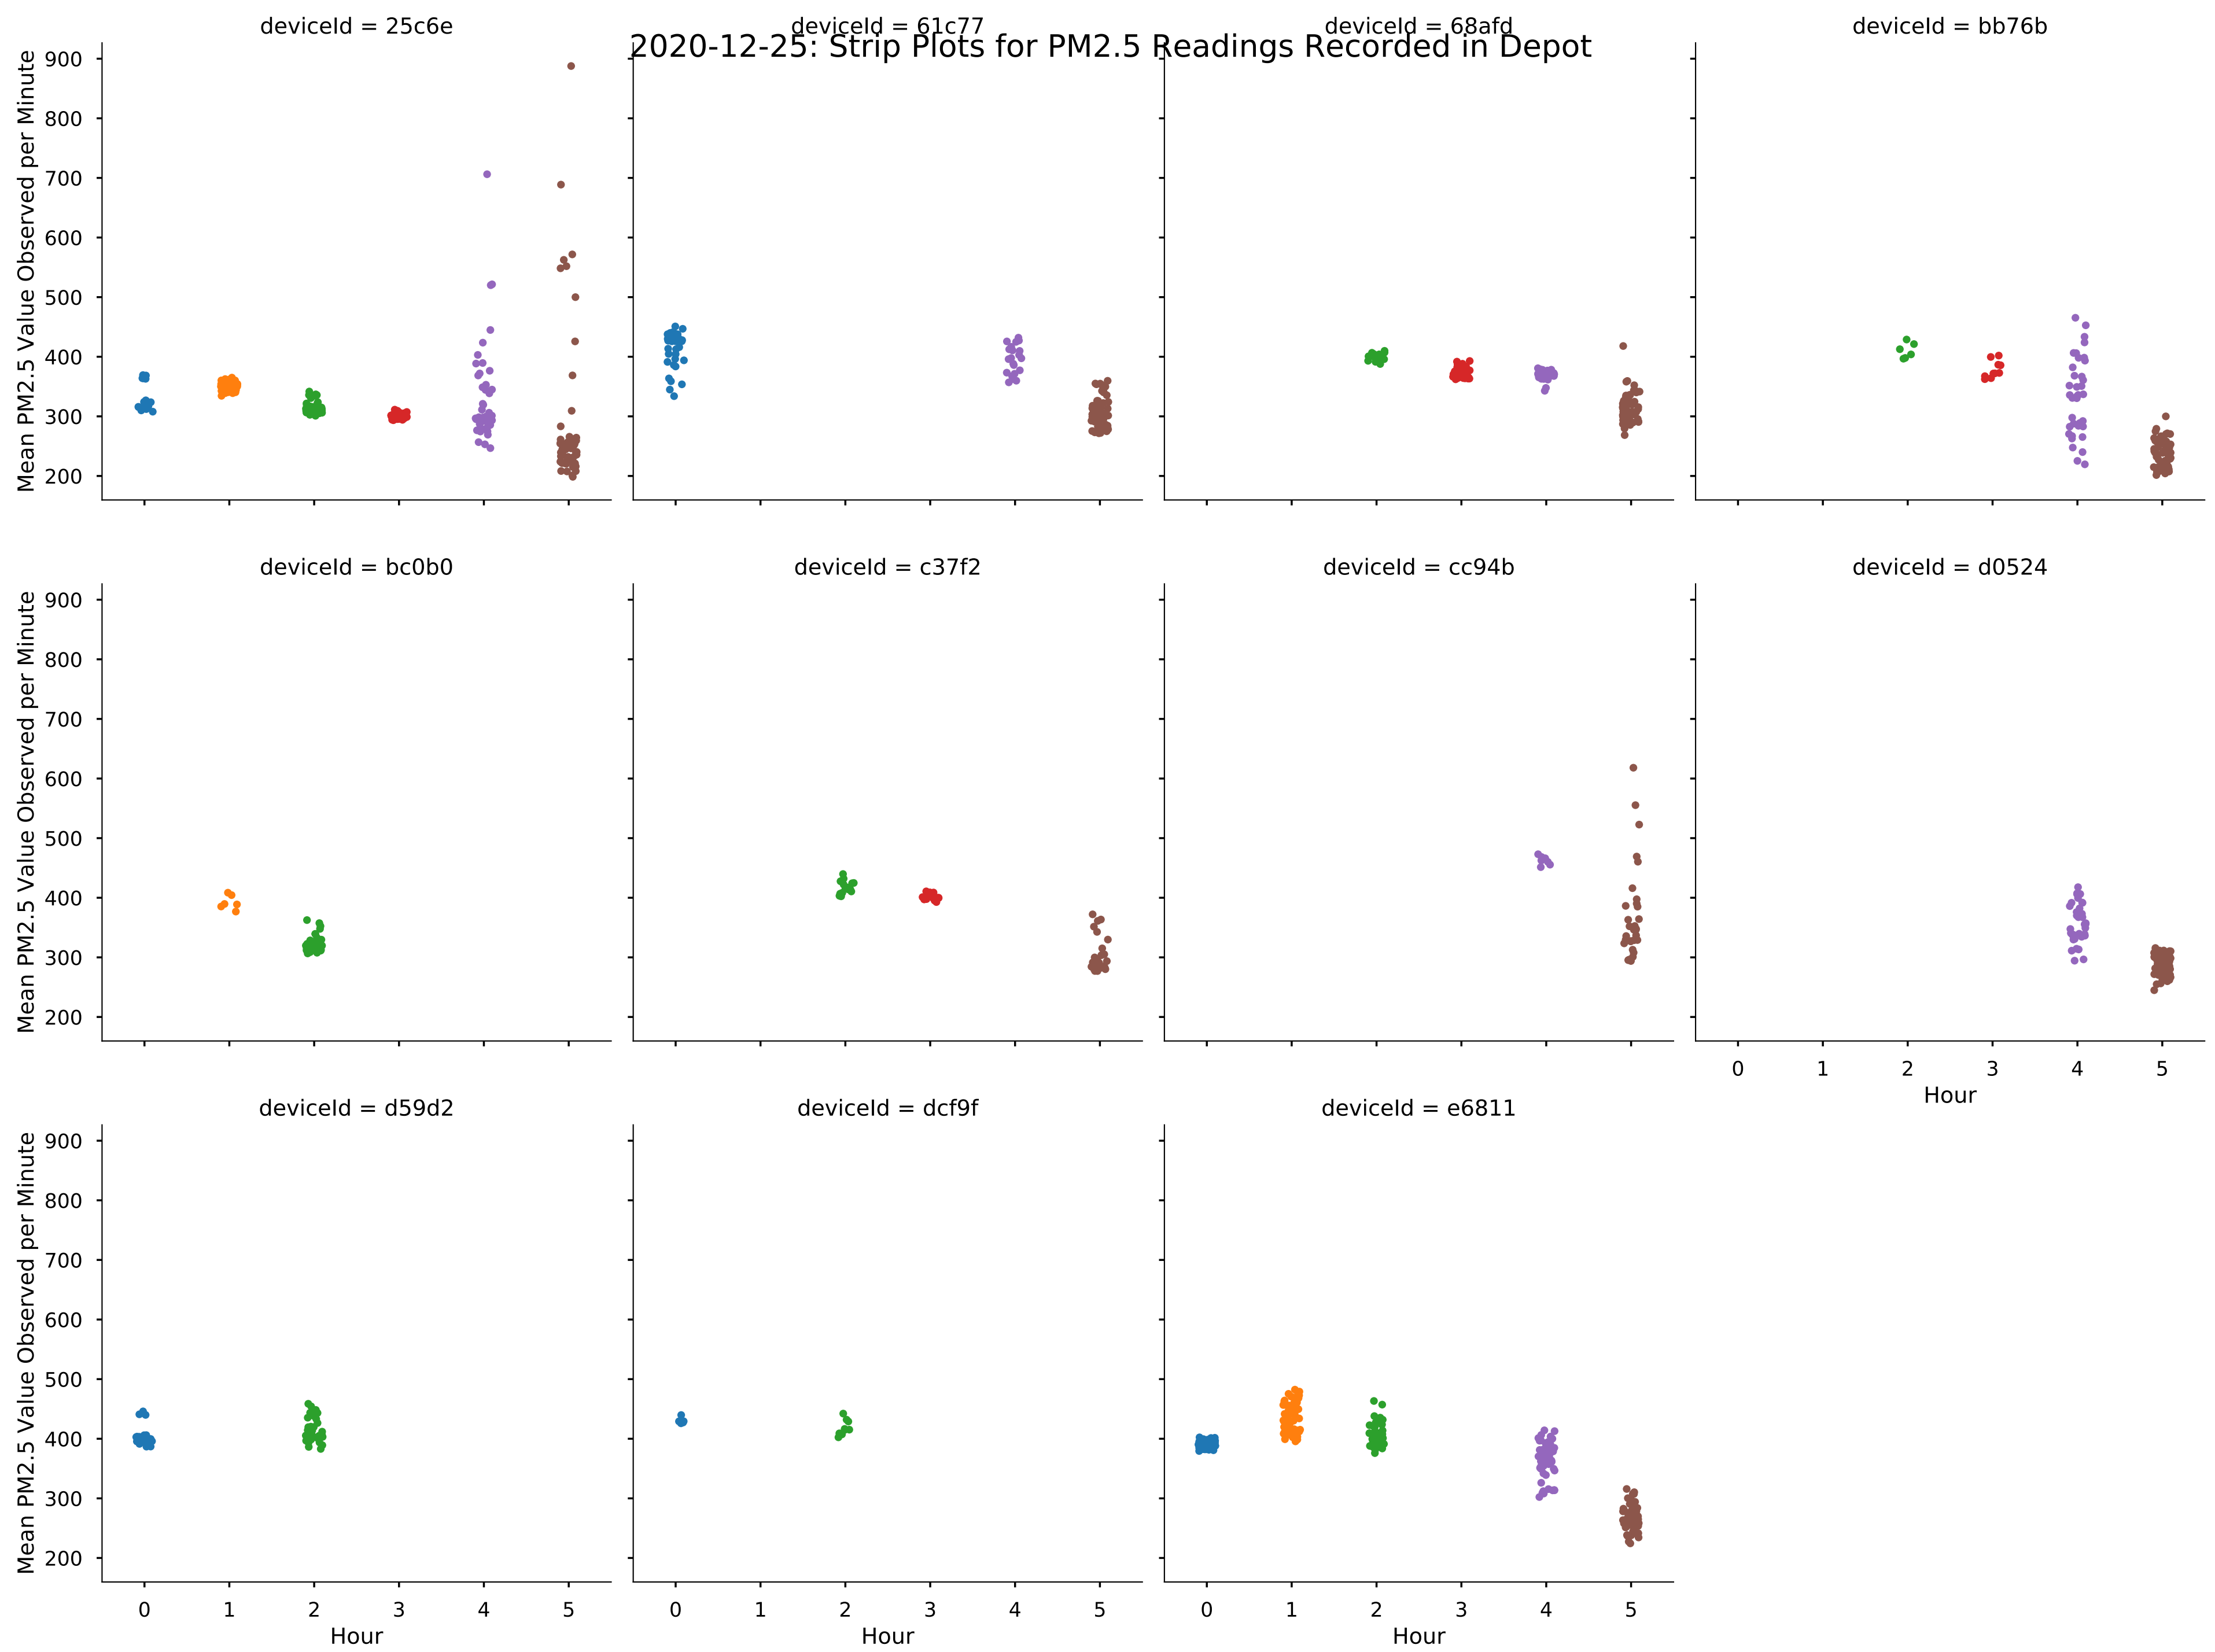 deviceId = 25c6e
deviceId = 61c77
deviceId = 68afd
deviceId = bb76b
2020-12-25: Strip Plots for PM2.5 Readings Recorded in Depot
Mean PM2.5 Value Observed per Minute
900
800
700
600
500
400
300
200
deviceId = bc0b0
deviceId = c37f2
deviceId = cc94b
deviceId = d0524
Mean PM2.5 Value Observed per Minute
900
800
700
600
500
400
300
200
0 1 2 3 4 5
Hour
deviceId = d59d2
deviceId = dcf9f
deviceId = e6811
Mean PM2.5 Value Observed per Minute
900
800
700
600
500
400
300
200
0 1 2 3 4 5
Hour
0 1 2 3 4 5
Hour
0 1 2 3 4 5
Hour